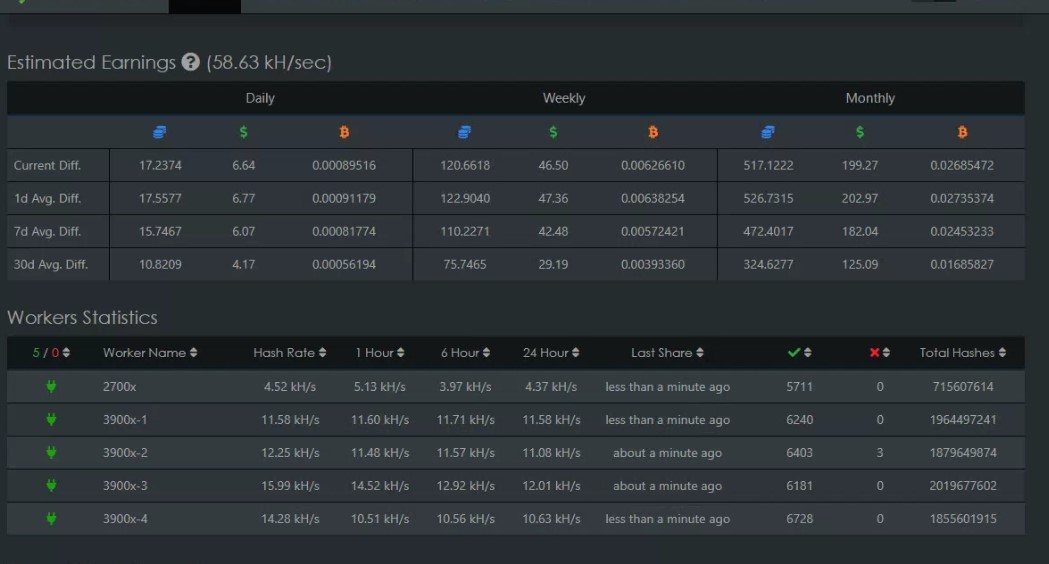 Estimated Earnings ? (58.63 kH/sec)
Daily Weekly Monthly
$ ₿ $ ₿ $ ₿
Current Diff. 17.2374 6.64 0.00089516 120.6618 46.50 0.00626610 517.1222 199.27 0.02685472
1d Avg. Diff. 17.5577 6.77 0.00091179 122.9040 47.36 0.00638254 526.7315 202.97 0.02735374
7d Avg. Diff. 15.7467 6.07 0.00081774 110.2271 42.48 0.00572421 472.4017 182.04 0.02453233
30d Avg. Diff. 10.8209 4.17 0.00056194 75.7465 29.19 0.00393360 324.6277 125.09 0.01685827
Workers Statistics
5 / 0 Worker Name Hash Rate 1 Hour 6 Hour 24 Hour Last Share Total Hashes
2700x 4.52 kH/s 5.13 kH/s 3.97 kH/s 4.37 kH/s less than a minute ago 5711 0 715607614
3900x-1 11.58 kH/s 11.60 kH/s 11.71 kH/s 11.58 kH/s less than a minute ago 6240 0 1964497241
3900x-2 12.25 kH/s 11.48 kH/s 11.57 kH/s 11.08 kH/s about a minute ago 6403 3 1879649874
3900x-3 15.99 kH/s 14.52 kH/s 12.92 kH/s 12.01 kH/s about a minute ago 6181 0 2019677602
3900x-4 14.28 kH/s 10.51 kH/s 10.56 kH/s 10.63 kH/s less than a minute ago 6728 0 1855601915